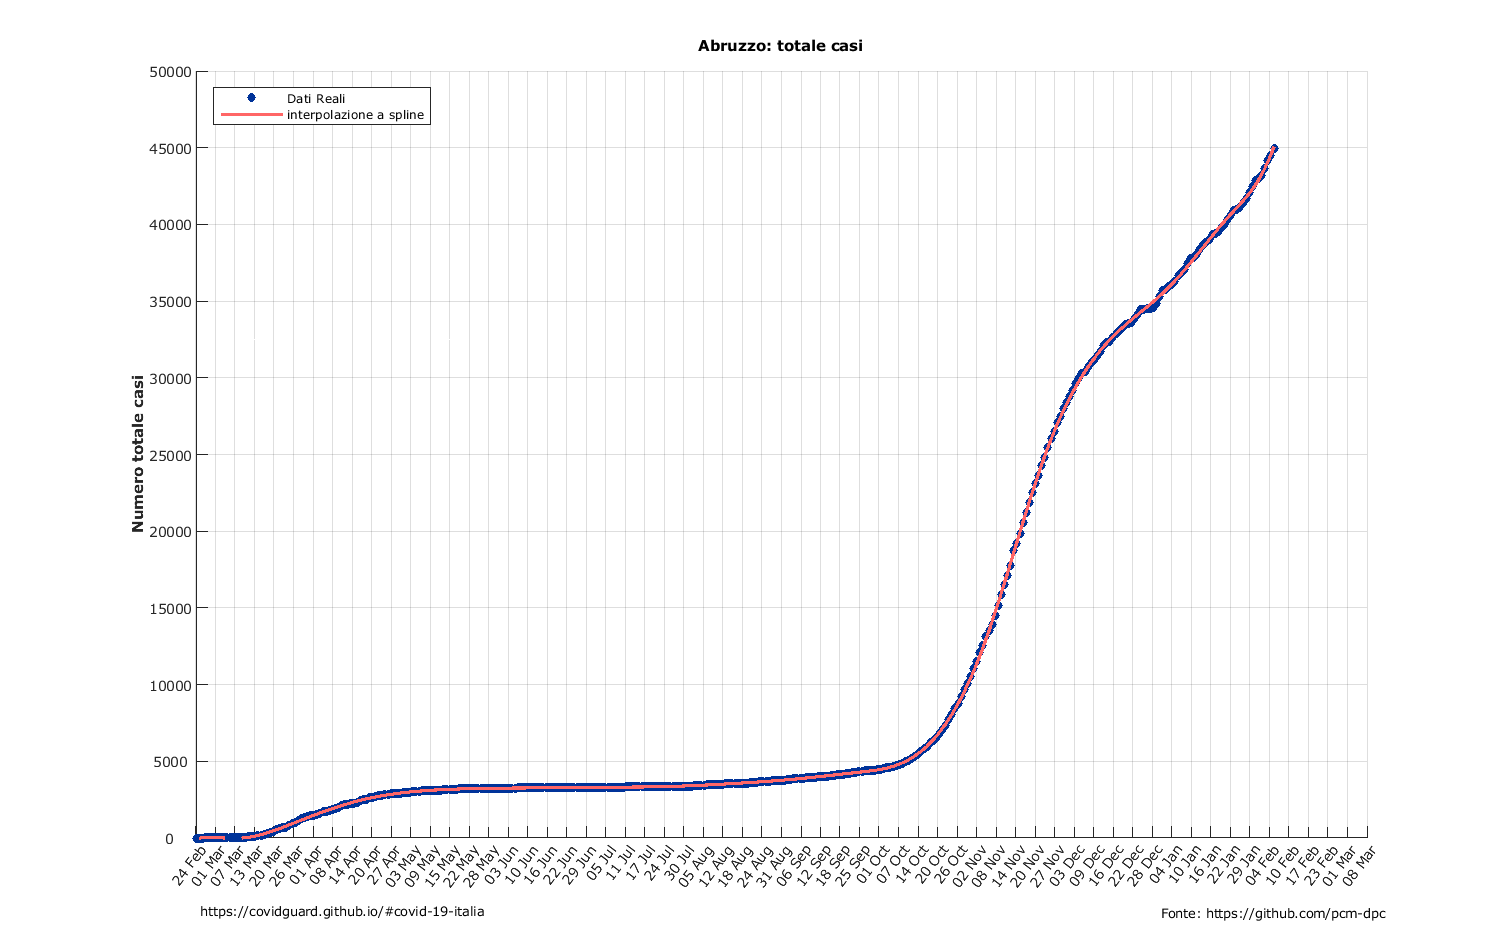 Abruzzo: totale casi
Dati Reali
interpolazione a spline
Numero totale casi
50000
45000
40000
35000
30000
25000
20000
15000
10000
5000
0
24 Feb
01 Mar
07 Mar
13 Mar
20 Mar
26 Mar
01 Apr
08 Apr
14 Apr
20 Apr
27 Apr
03 May
09 May
15 May
22 May
28 May
03 Jun
10 Jun
16 Jun
22 Jun
29 Jun
05 Jul
11 Jul
17 Jul
24 Jul
30 Jul
05 Aug
12 Aug
18 Aug
24 Aug
31 Aug
06 Sep
12 Sep
18 Sep
25 Sep
01 Oct
07 Oct
14 Oct
20 Oct
26 Oct
02 Nov
08 Nov
14 Nov
20 Nov
27 Nov
03 Dec
09 Dec
16 Dec
22 Dec
28 Dec
04 Jan
10 Jan
16 Jan
22 Jan
29 Jan
04 Feb
10 Feb
17 Feb
23 Feb
01 Mar
08 Mar
https://covidguard.github.io/#covid-19-italia
Fonte: https://github.com/pcm-dpc